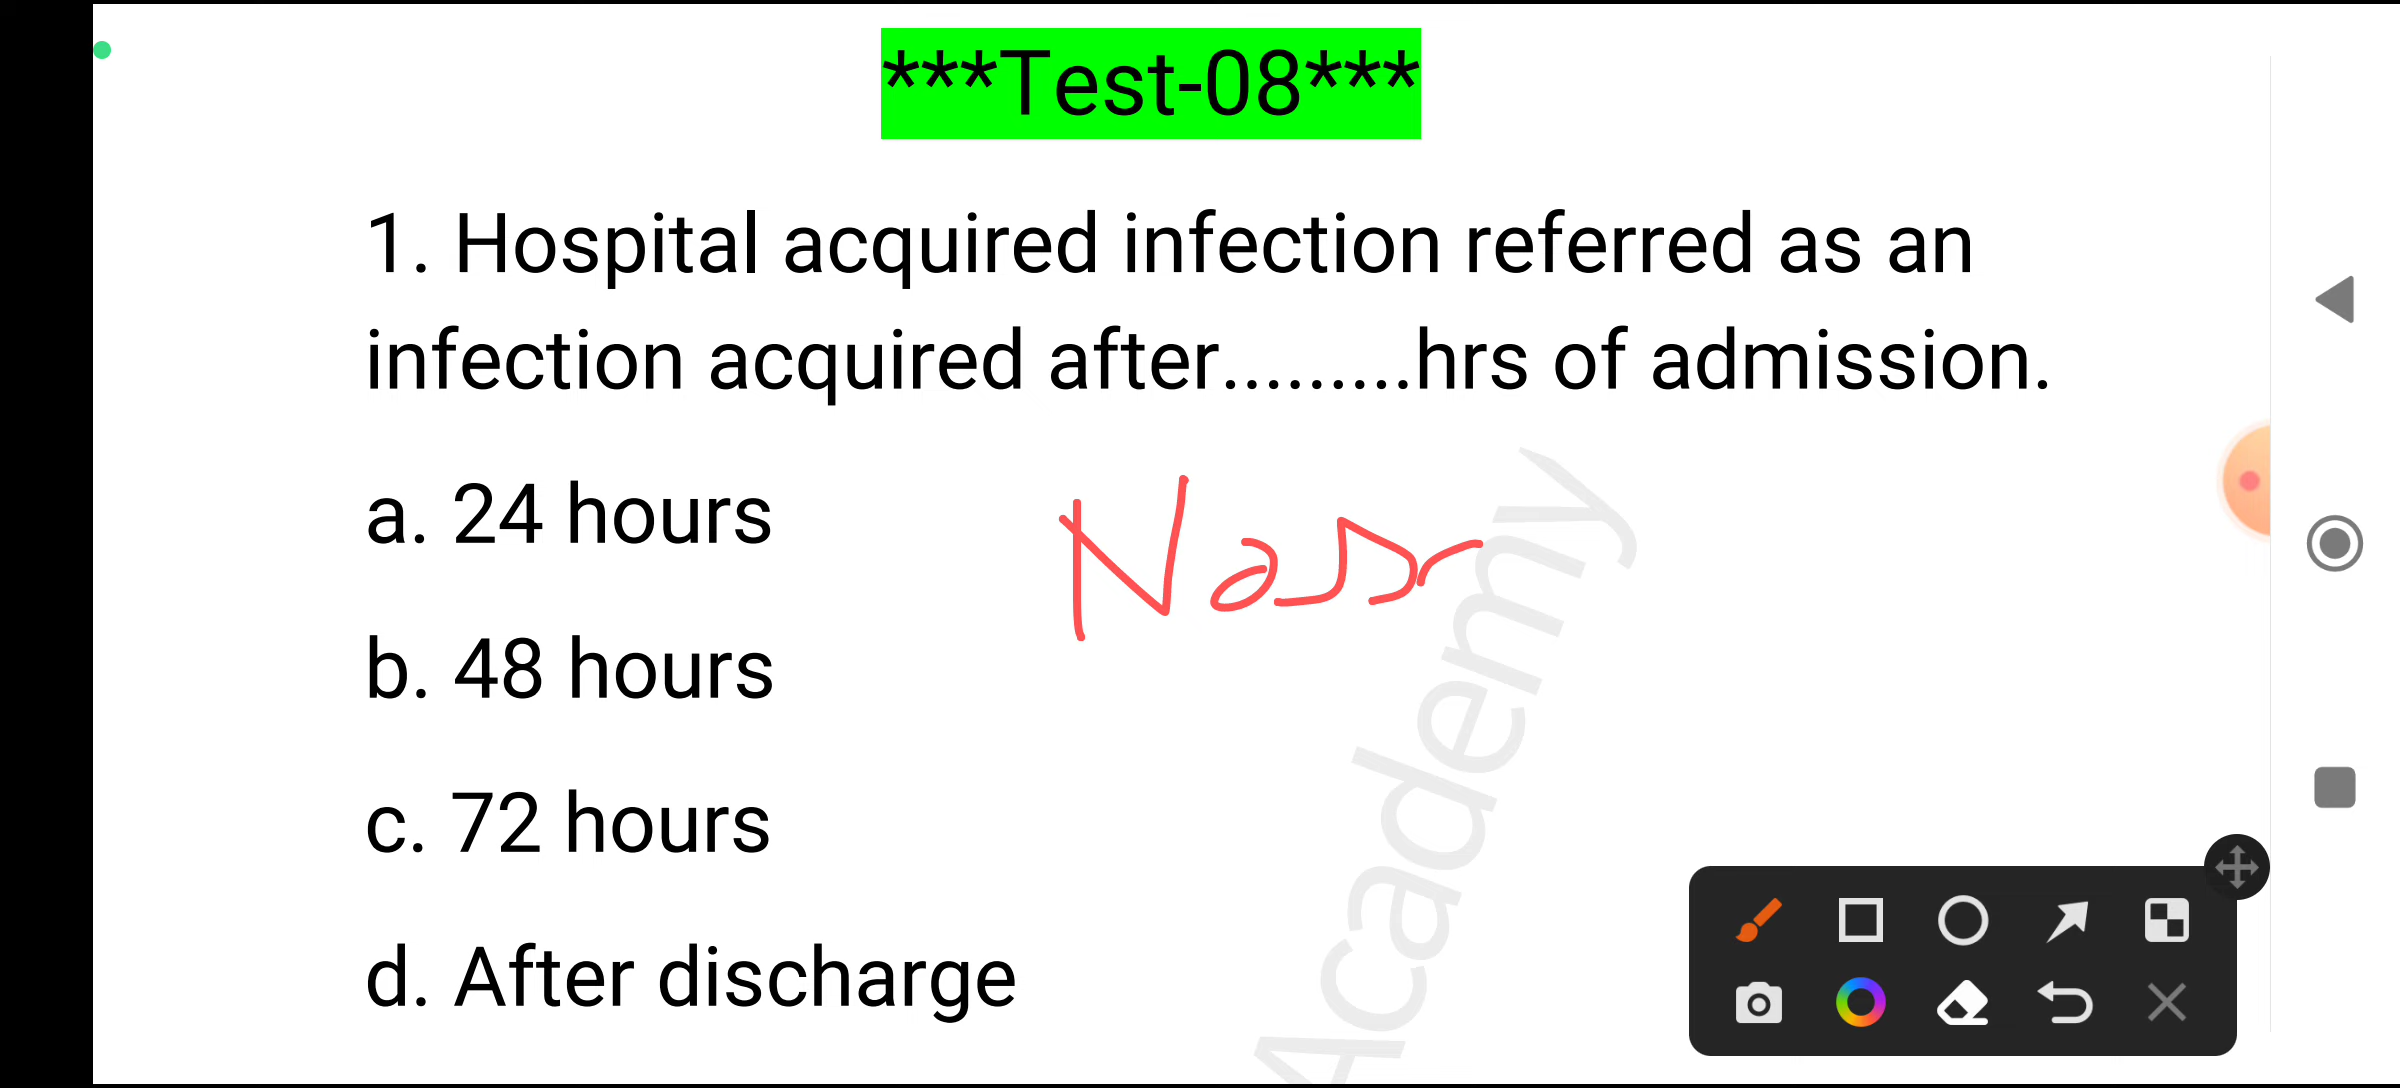 ***Test-08***
1. Hospital acquired infection referred as an
infection acquired after.........hrs of admission.
a. 24 hours
b. 48 hours
c. 72 hours
d. After discharge
Academy